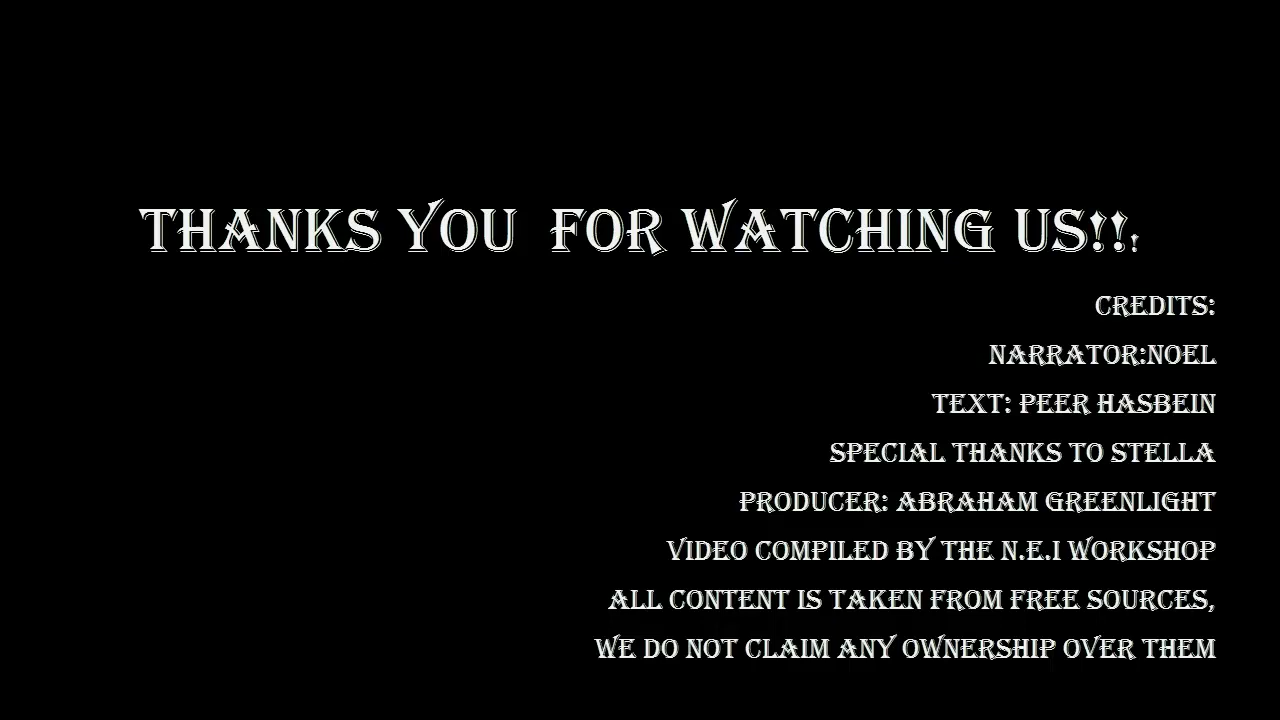 THANKS YOU FOR WATCHING US!!!
CREDITS:
NARRATOR:NOEL
TEXT: PEER HASBEIN
SPECIAL THANKS TO STELLA
PRODUCER: ABRAHAM GREENLIGHT
VIDEO COMPILED BY THE N.E.I WORKSHOP
ALL CONTENT IS TAKEN FROM FREE SOURCES,
WE DO NOT CLAIM ANY OWNERSHIP OVER THEM